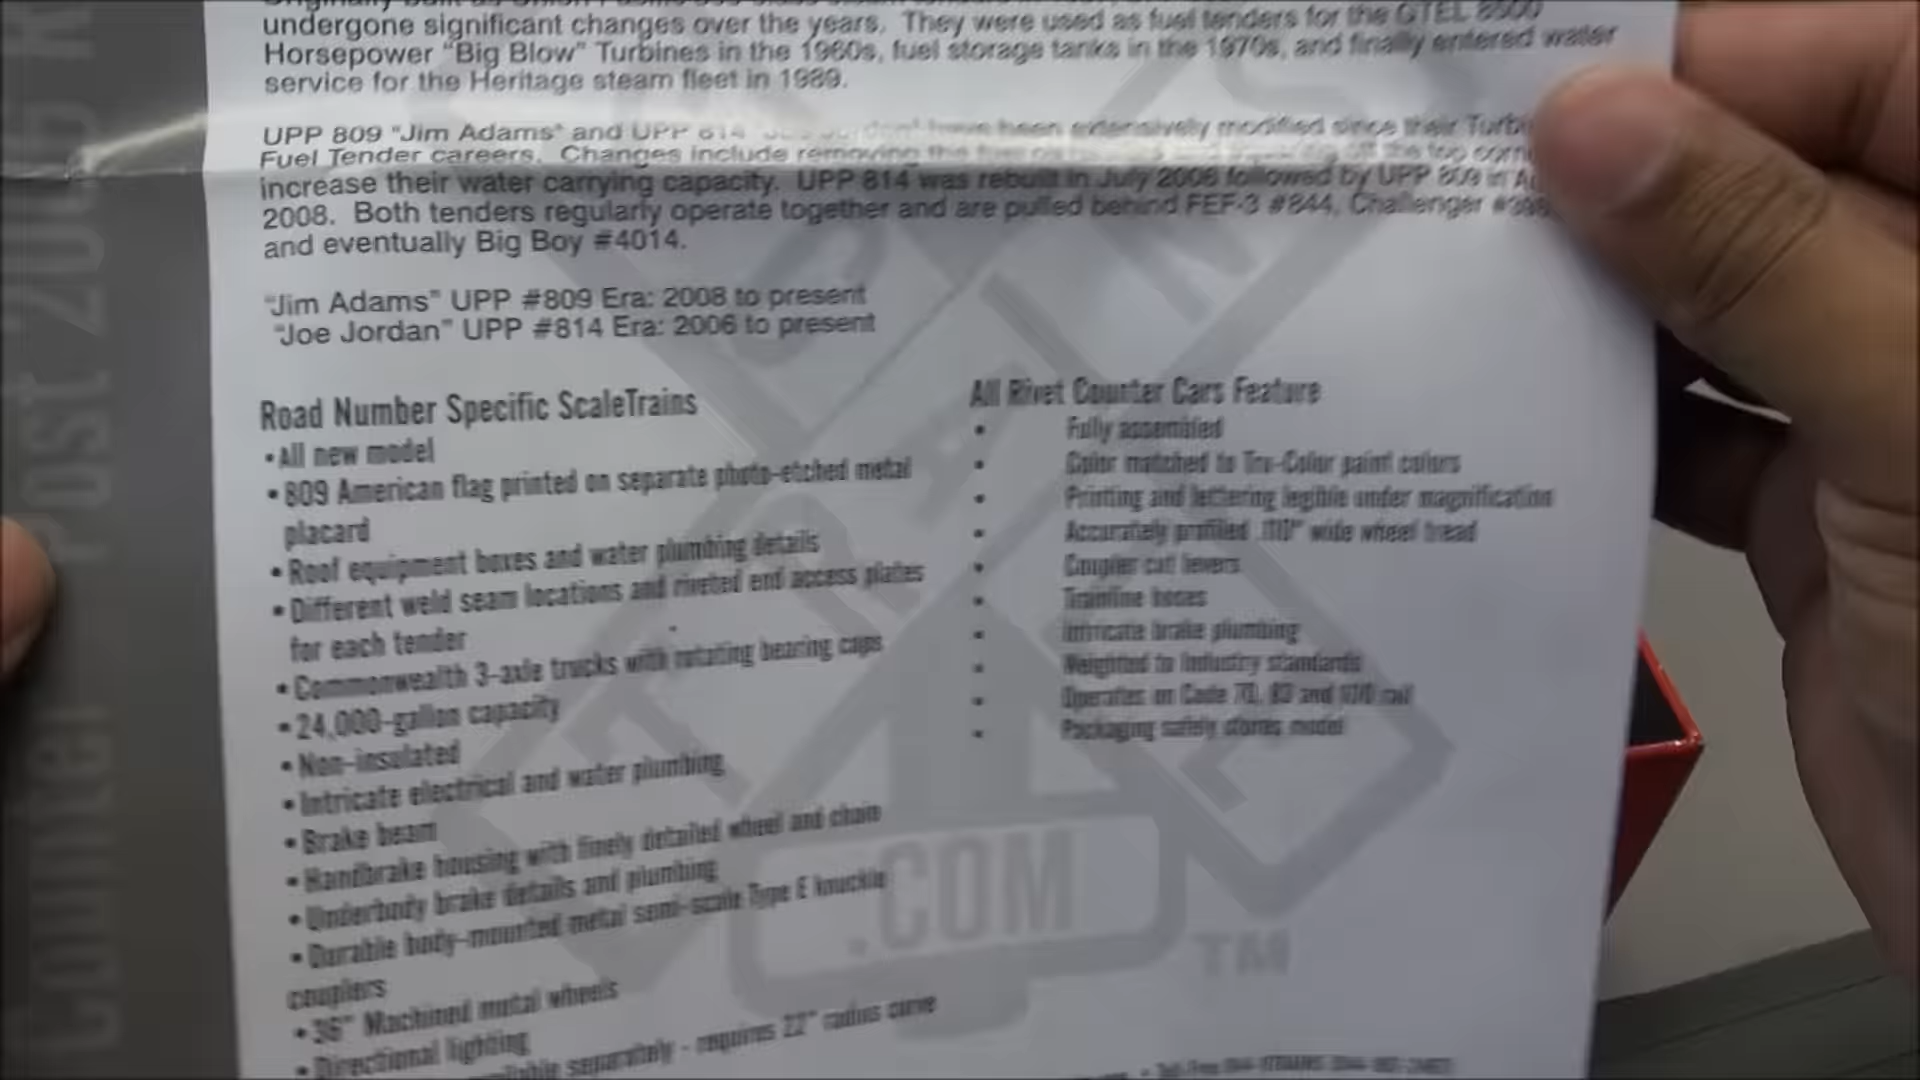 undergone significant changes over the years. They were used as fuel tenders for the GTEL 8500
Horsepower "Big Blow" Turbines in the 1960s, fuel storage tanks in the 1970s, and finally entered water
service for the Heritage steam fleet in 1989.
UPP 809 "Jim Adams" and UPP 814 have been extensively modified since their
Fuel Tender careers. Changes include removing the off the top
increase their water carrying capacity. UPP 814 was rebuilt in July 2006 followed by UPP 809 in
2008. Both tenders regularly operate together and are pulled behind FEF-3 #844, Challenger
and eventually Big Boy #4014.
"Jim Adams" UPP #809 Era: 2008 to present
"Joe Jordan" UPP #814 Era: 2006 to present
Road Number Specific ScaleTrains
•All new model
•809 American flag printed on separate photo-etched metal
placard
•Roof equipment boxes and water plumbing details
•Different weld seam locations and riveted end access plates
for each tender
•Commonwealth 3-axle trucks with rotating bearing caps
•24,000-gallon capacity
•Non-insulated
•Intricate electrical and water plumbing
•Brake beam
•Handbrake housing with finely detailed wheel and chain
•Underbody brake details and plumbing
•Durable body-mounted metal semi-scale Type E knuckle
couplers
•36" Machined metal wheels
•Directional lighting
separately - requires 22" radius curve
All Rivet Counter Cars Feature
• Fully assembled
• Color matched to Tru-Color paint colors
• Printing and lettering legible under magnification
• Accurately profiled .110" wide wheel tread
• Coupler cut levers
• Trainline hoses
• Intricate brake plumbing
• Weighted to industry standards
• Operates on Code 70, 83 and 100 rail
• Packaging safely stores model
.COM
TM
Counter
Post 2006